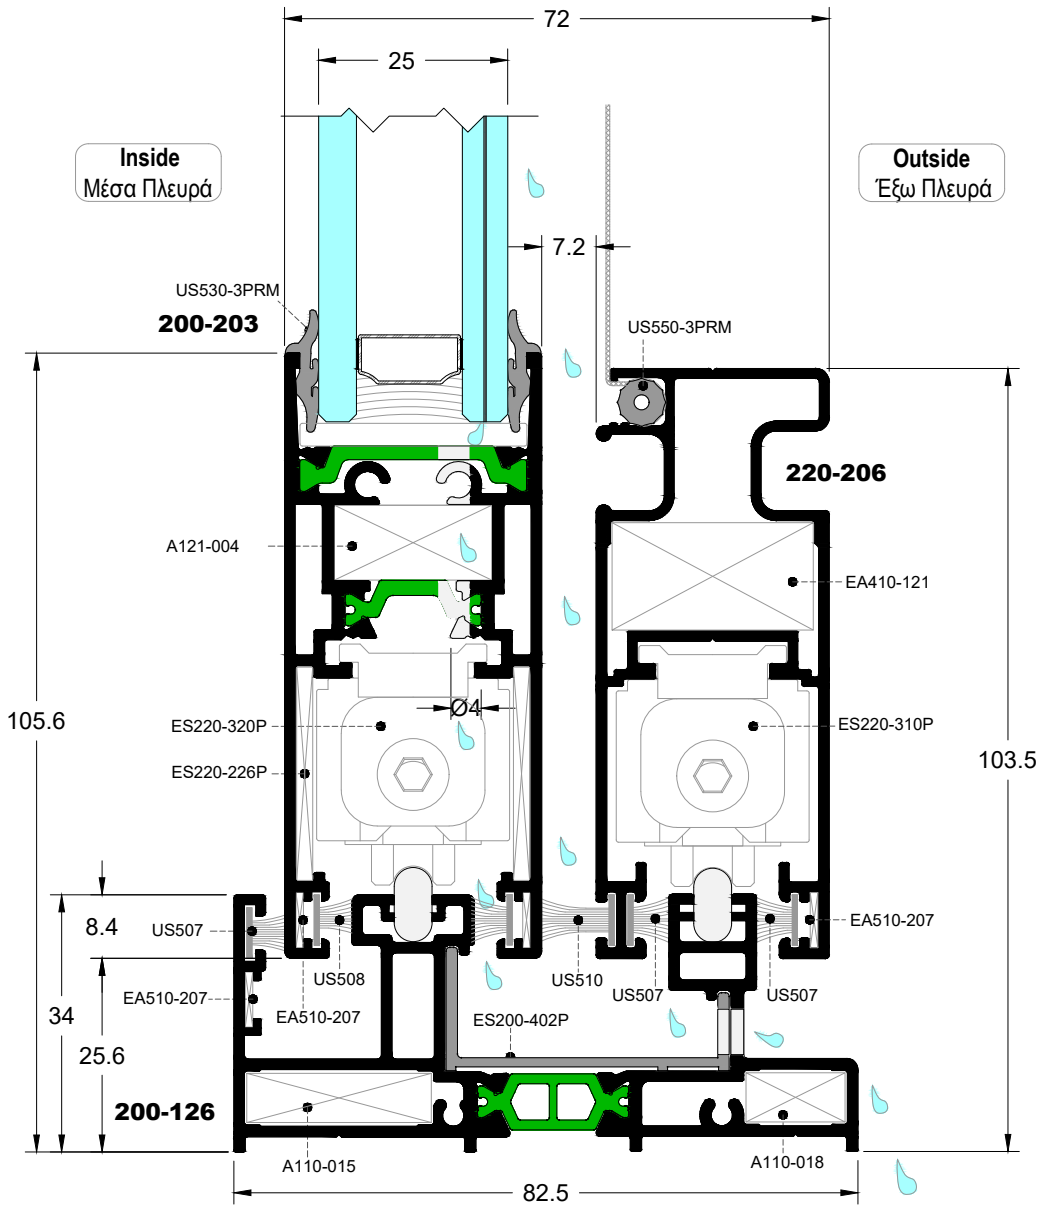 72
25
Inside
Μέσα Πλευρά
Outside
Έξω Πλευρά
7.2
US530-3PRM
200-203
US550-3PRM
220-206
A121-004
EA410-121
Ø4
105.6
ES220-320P
ES220-310P
103.5
ES220-226P
8.4
US507
EA510-207
US508
US510
US507
US507
EA510-207
EA510-207
34
ES200-402P
25.6
200-126
A110-015
A110-018
82.5